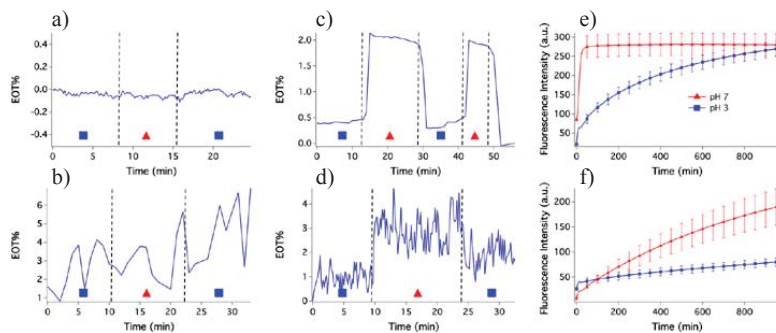 a)
EOT%
0.4
0.2
0.0
-0.2
-0.4
0 5 10 15 20
Time (min)
c)
EOT%
2.0
1.5
1.0
0.5
0.0
0 10 20 30 40 50
Time (min)
e)
Fluorescence Intensity (a.u.)
300
250
200
150
100
50
pH 7
pH 3
0 200 400 600 800
Time (min)
b)
EOT%
6
5
4
3
2
1
0 5 10 15 20 25 30
Time (min)
d)
EOT%
4
3
2
1
0
0 5 10 15 20 25 30
Time (min)
f)
Fluorescence Intensity (a.u.)
200
150
100
50
0 200 400 600 800
Time (min)